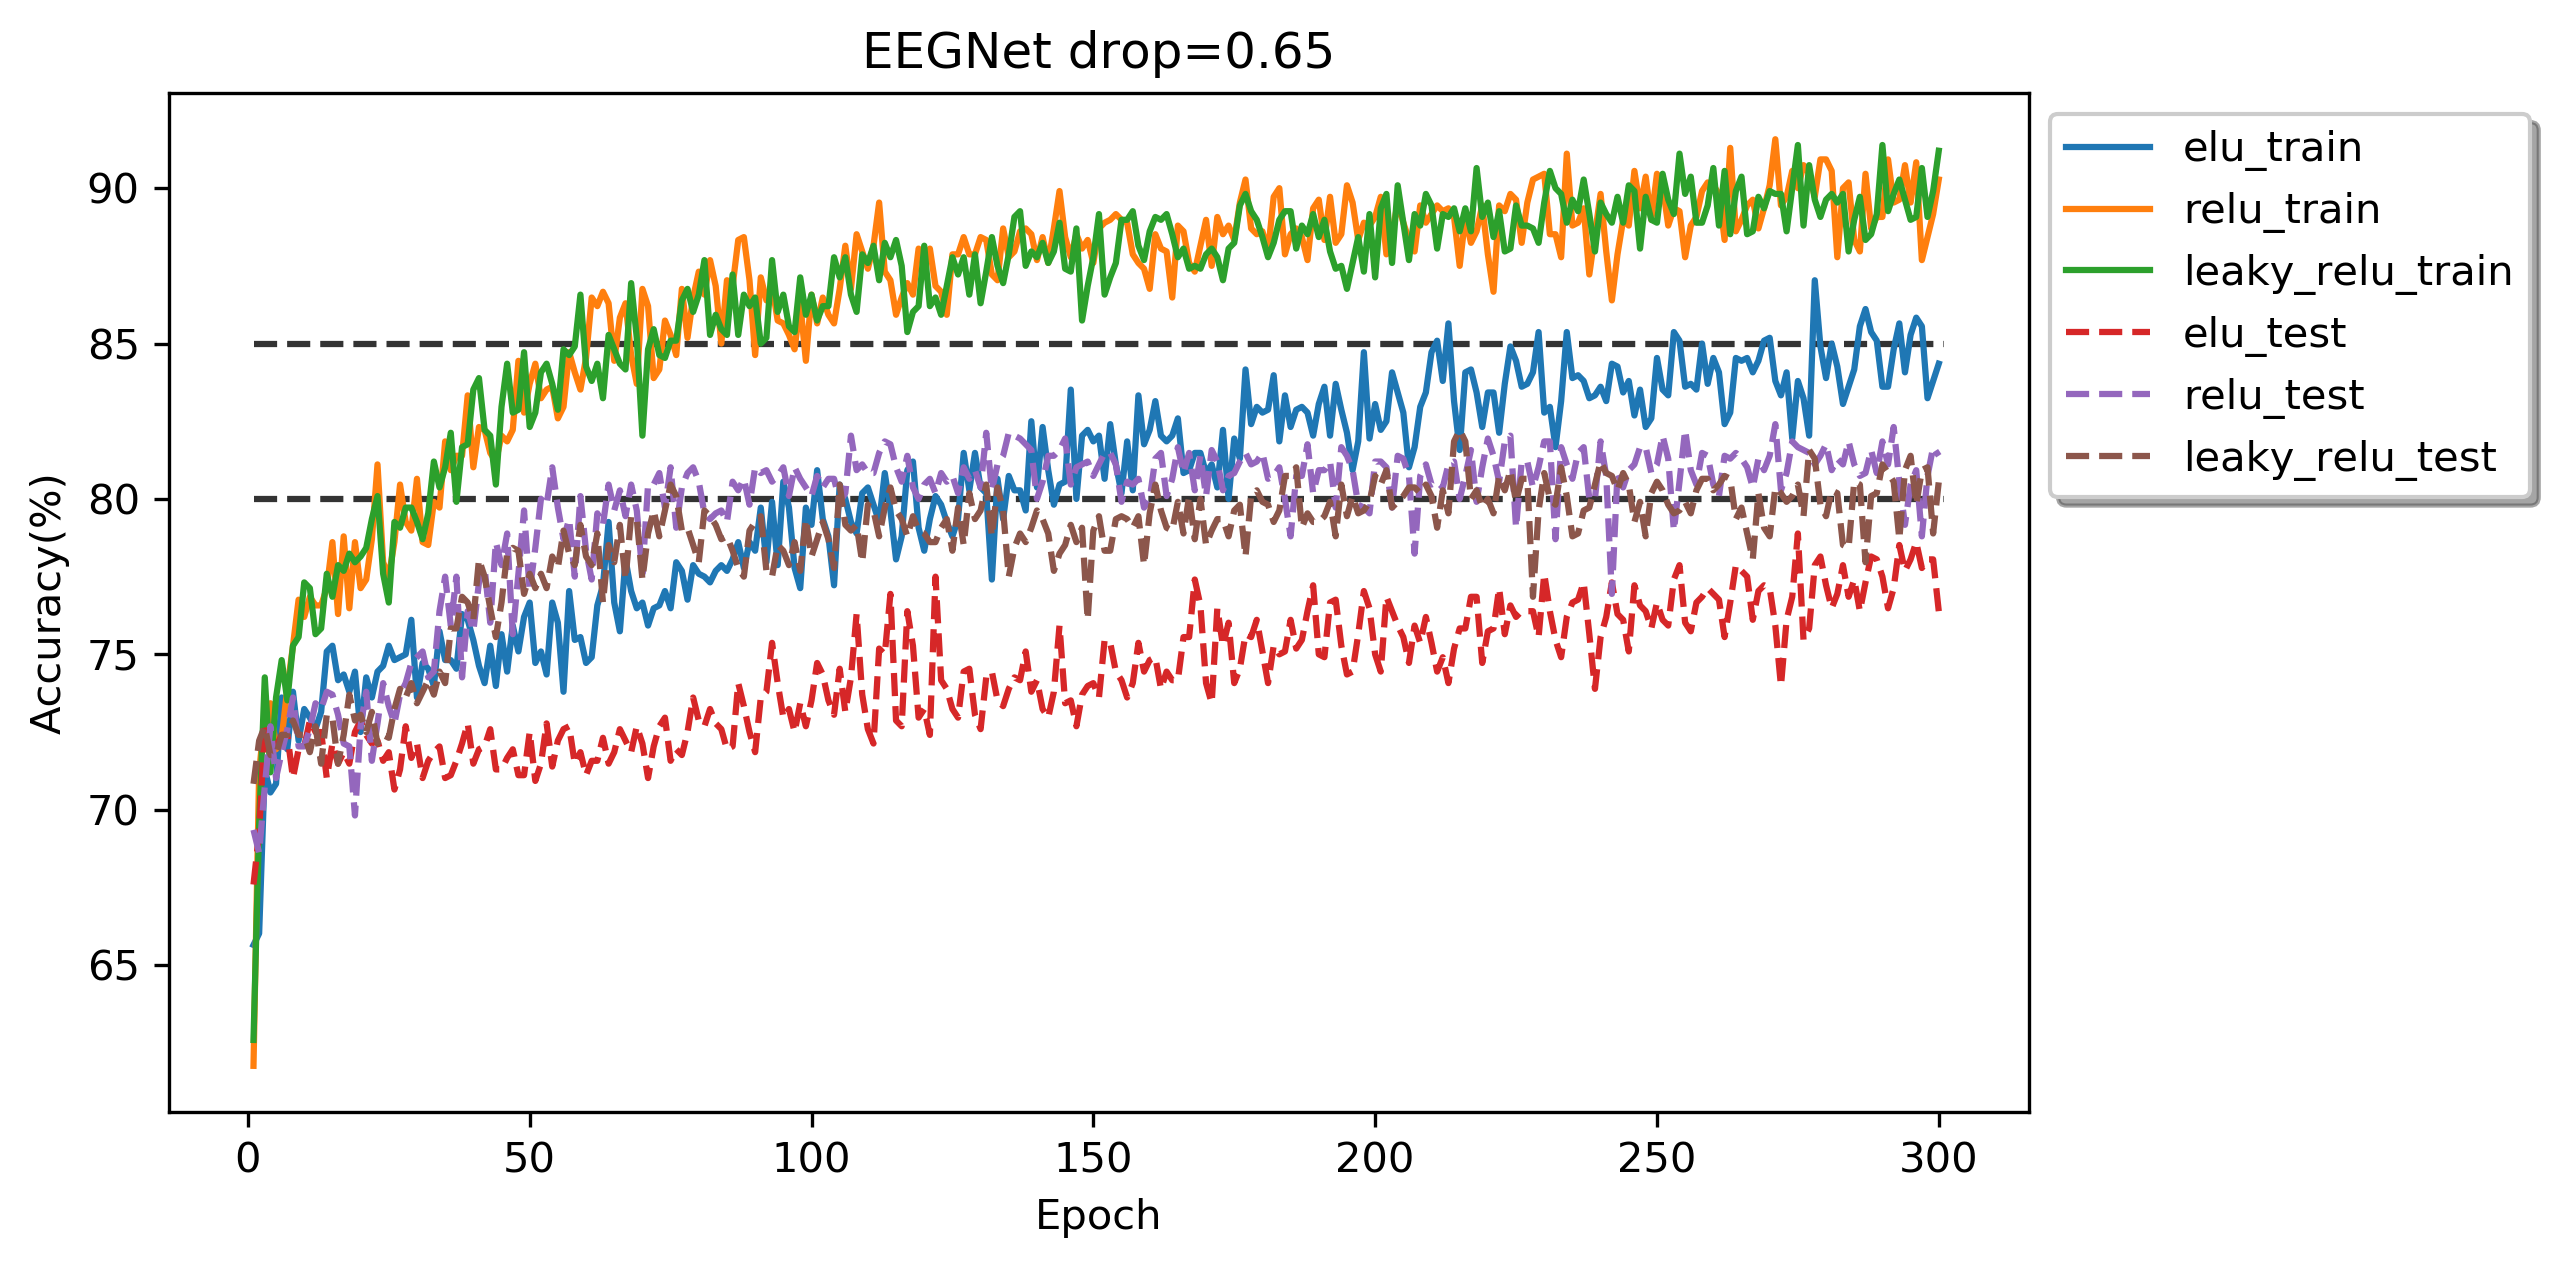 EEGNet drop=0.65
Accuracy(%)
90
85
80
75
70
65
0 50 100 150 200 250 300
Epoch
elu_train
relu_train
leaky_relu_train
elu_test
relu_test
leaky_relu_test